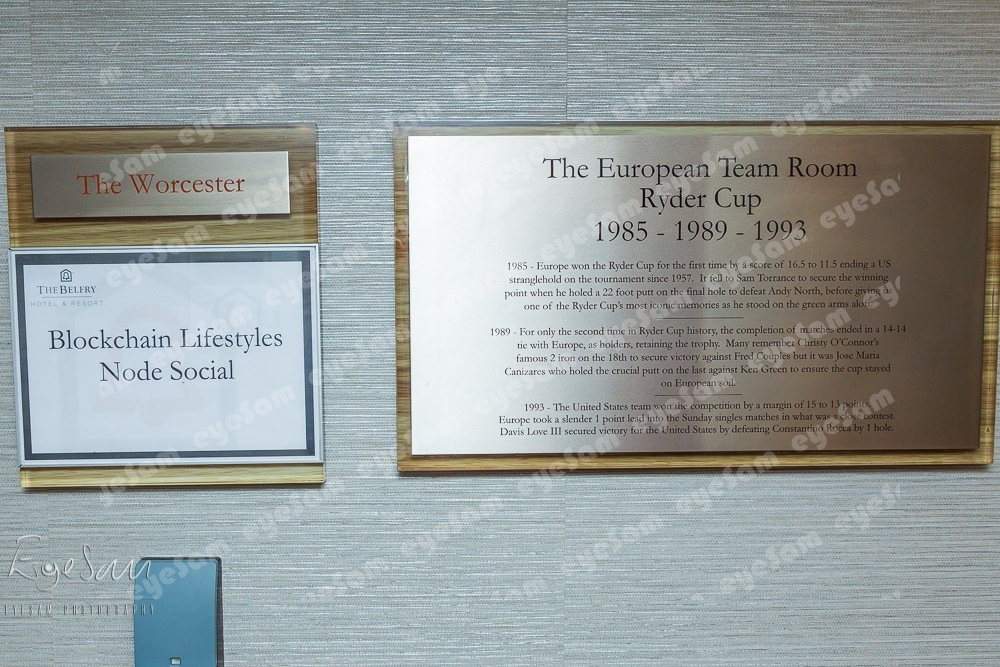 The Worcester
THE BELFRY
HOTEL & RESORT
Blockchain Lifestyles
Node Social
The European Team Room
Ryder Cup
1985 - 1989 - 1993
1985 - Europe won the Ryder Cup for the first time by a score of 16.5 to 11.5 ending a US
stranglehold on the tournament since 1957. It fell to Sam Torrance to secure the winning
point when he holed a 22 foot putt on the final hole to defeat Andy North, before giving us
one of the Ryder Cup's most iconic memories as he stood on the green arms aloft.
1989 - For only the second time in Ryder Cup history, the completion of matches ended in a 14-14
tie with Europe, as holders, retaining the trophy. Many remember Christy O'Connor's
famous 2 iron on the 18th to secure victory against Fred Couples but it was Jose Maria
Canizares who holed the crucial putt on the last against Ken Green to ensure the cup stayed
on European soil.
1993 - The United States team won the competition by a margin of 15 to 13 points.
Europe took a slender 1 point lead into the Sunday singles matches in what was a close contest.
Davis Love III secured victory for the United States by defeating Constantino Rocca by 1 hole.
EyeSam
EYESAM PHOTOGRAPHY